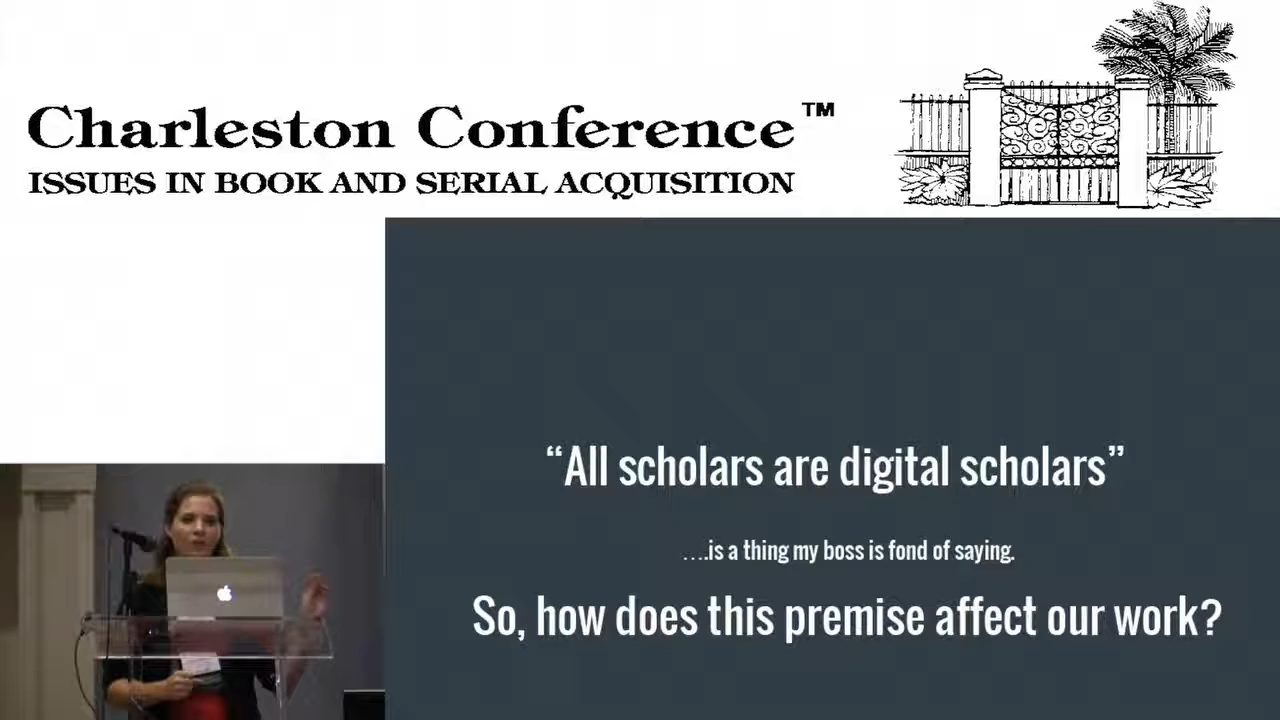 Charleston Conference™
ISSUES IN BOOK AND SERIAL ACQUISITION
“All scholars are digital scholars”
....is a thing my boss is fond of saying.
So, how does this premise affect our work?